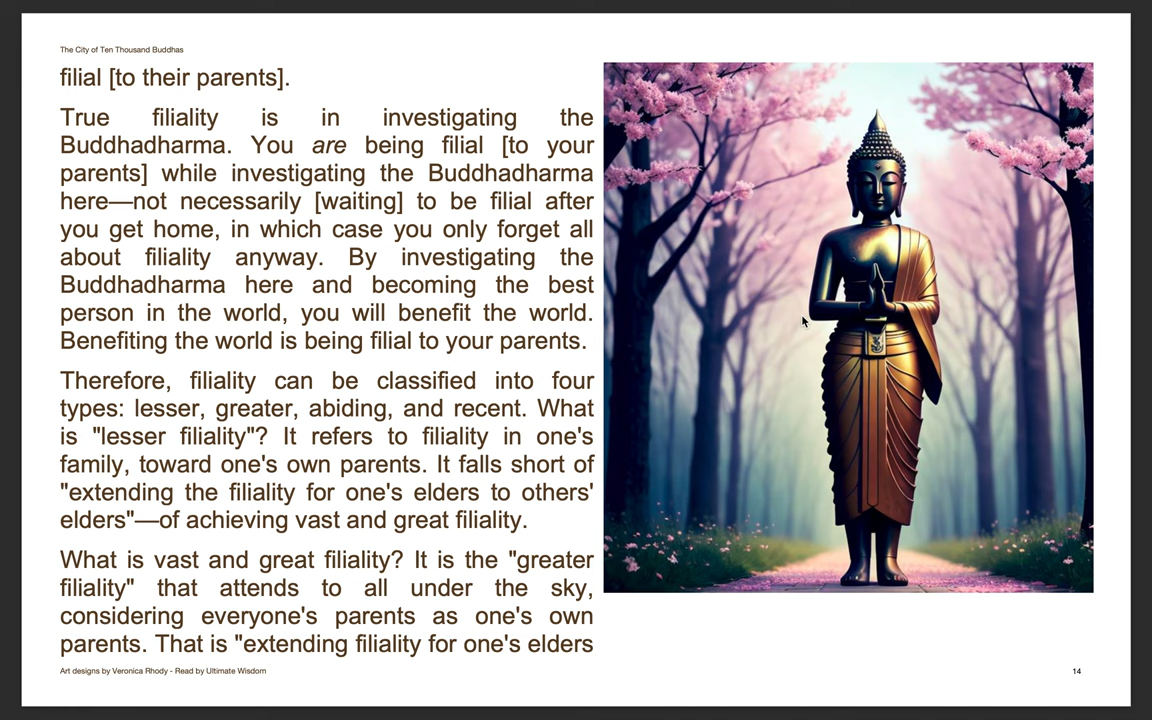 The City of Ten Thousand Buddhas
filial [to their parents].
True filiality is in investigating the
Buddhadharma. You are being filial [to your
parents] while investigating the Buddhadharma
here—not necessarily [waiting] to be filial after
you get home, in which case you only forget all
about filiality anyway. By investigating the
Buddhadharma here and becoming the best
person in the world, you will benefit the world.
Benefiting the world is being filial to your parents.
Therefore, filiality can be classified into four
types: lesser, greater, abiding, and recent. What
is "lesser filiality"? It refers to filiality in one's
family, toward one's own parents. It falls short of
"extending the filiality for one's elders to others'
elders"—of achieving vast and great filiality.
What is vast and great filiality? It is the "greater
filiality" that attends to all under the sky,
considering everyone's parents as one's own
parents. That is "extending filiality for one's elders
Art designs by Veronica Rhody - Read by Ultimate Wisdom
14